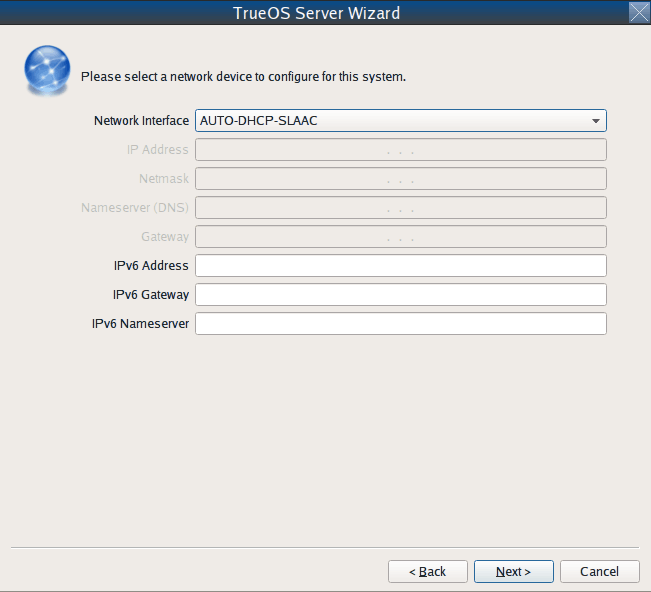 TrueOS Server Wizard
Please select a network device to configure for this system.
Network Interface AUTO-DHCP-SLAAC
IP Address . . .
Netmask . . .
Nameserver (DNS) . . .
Gateway . . .
IPv6 Address
IPv6 Gateway
IPv6 Nameserver
< Back Next > Cancel